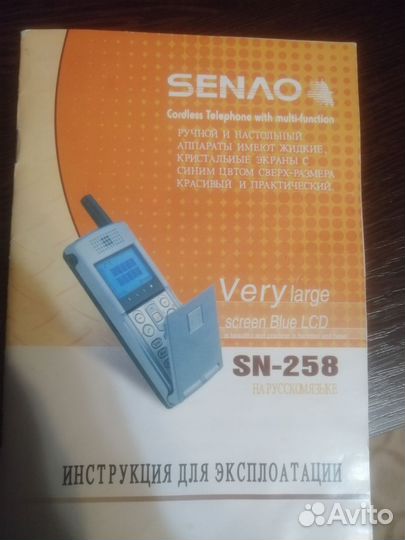 SENAO
Cordless Telephone with multi-function
РУЧНОЙ И НАСТОЛЬНЫЙ
АППАРАТЫ ИМЕЮТ ЖИДКИЕ,
КРИСТАЛЬНЫЕ ЭКРАНЫ С
СИНИМ ЦВТОМ СВЕРХ-РАЗМЕРА
КРАСИВЫЙ И ПРАКТИЧЕСКИЙ.
Very large
screen Blue LCD
SN-258
НА РУССКОМ ЯЗЫКЕ
ИНСТРУКЦИЯ ДЛЯ ЭКСПЛОАТАЦИИ
Avito